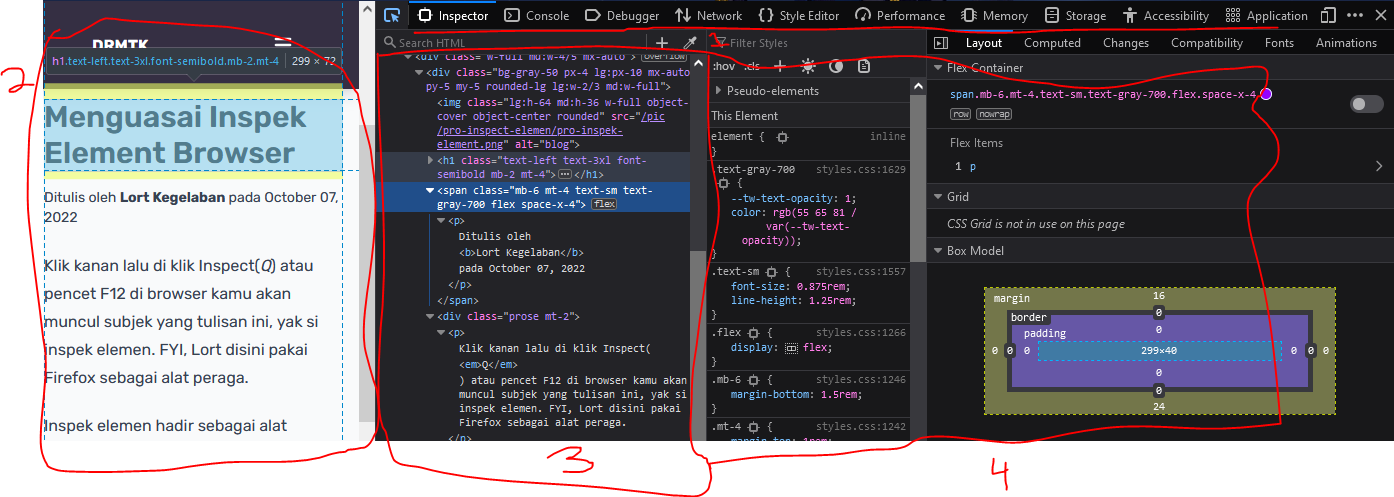 DRMTK
h1.text-left.text-3xl.font-semibold.mb-2.mt-4 299 × 72
2
Menguasai Inspek
Element Browser
Ditulis oleh Lort Kegelaban pada October 07,
2022
Klik kanan lalu di klik Inspect(Q) atau
pencet F12 di browser kamu akan
muncul subjek yang tulisan ini, yak si
inspek elemen. FYI, Lort disini pakai
Firefox sebagai alat peraga.
Inspek elemen hadir sebagai alat
Inspector Console Debugger Network Style Editor Performance Memory Storage Accessibility Application
Search HTML
<div class="w-full md:w-4/5 mx-auto"> overflow
<div class="bg-gray-50 px-4 lg:px-10 mx-auto
py-5 my-5 rounded-lg lg:w-2/3 md:w-full">
<img class="lg:h-64 md:h-36 w-full object-
cover object-center rounded" src="/pic
/pro-inspect-elemen/pro-inspek-
element.png" alt="blog">
<h1 class="text-left text-3xl font-
semibold mb-2 mt-4"> ⋯ </h1>
<span class="mb-6 mt-4 text-sm text-
gray-700 flex space-x-4"> flex
<p>
Ditulis oleh
<b>Lort Kegelaban</b>
pada October 07, 2022
</p>
</span>
<div class="prose mt-2">
<p>
Klik kanan lalu di klik Inspect(
<em>Q</em>
) atau pencet F12 di browser kamu akan
muncul subjek yang tulisan ini, yak si
inspek elemen. FYI, Lort disini pakai
Firefox sebagai alat peraga.
</p>
3
Filter Styles
:hov .cls +
Pseudo-elements
This Element
element { inline
}
.text-gray-700 styles.css:1629
{
--tw-text-opacity: 1;
color: rgb(55 65 81 /
var(--tw-text-
opacity));
}
.text-sm { styles.css:1557
font-size: 0.875rem;
line-height: 1.25rem;
}
.flex { styles.css:1266
display: flex;
}
.mb-6 { styles.css:1246
margin-bottom: 1.5rem;
}
.mt-4 { styles.css:1242
margin-top: 1rem;
Layout Computed Changes Compatibility Fonts Animations
Flex Container
span.mb-6.mt-4.text-sm.text-gray-700.flex.space-x-4
row nowrap
Flex Items
1 p
Grid
CSS Grid is not in use on this page
Box Model
margin 16
border 0
padding 0
0 0 0 299×40 0 0 0
0
0
24
4